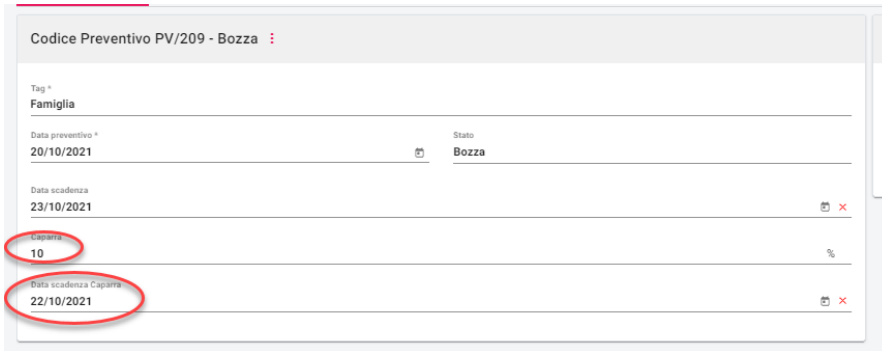 Codice Preventivo PV/209 - Bozza
Tag *
Famiglia
Data preventivo *
Stato
20/10/2021
Bozza
Data scadenza
23/10/2021
Caparra
10 %
Data scadenza Caparra
22/10/2021